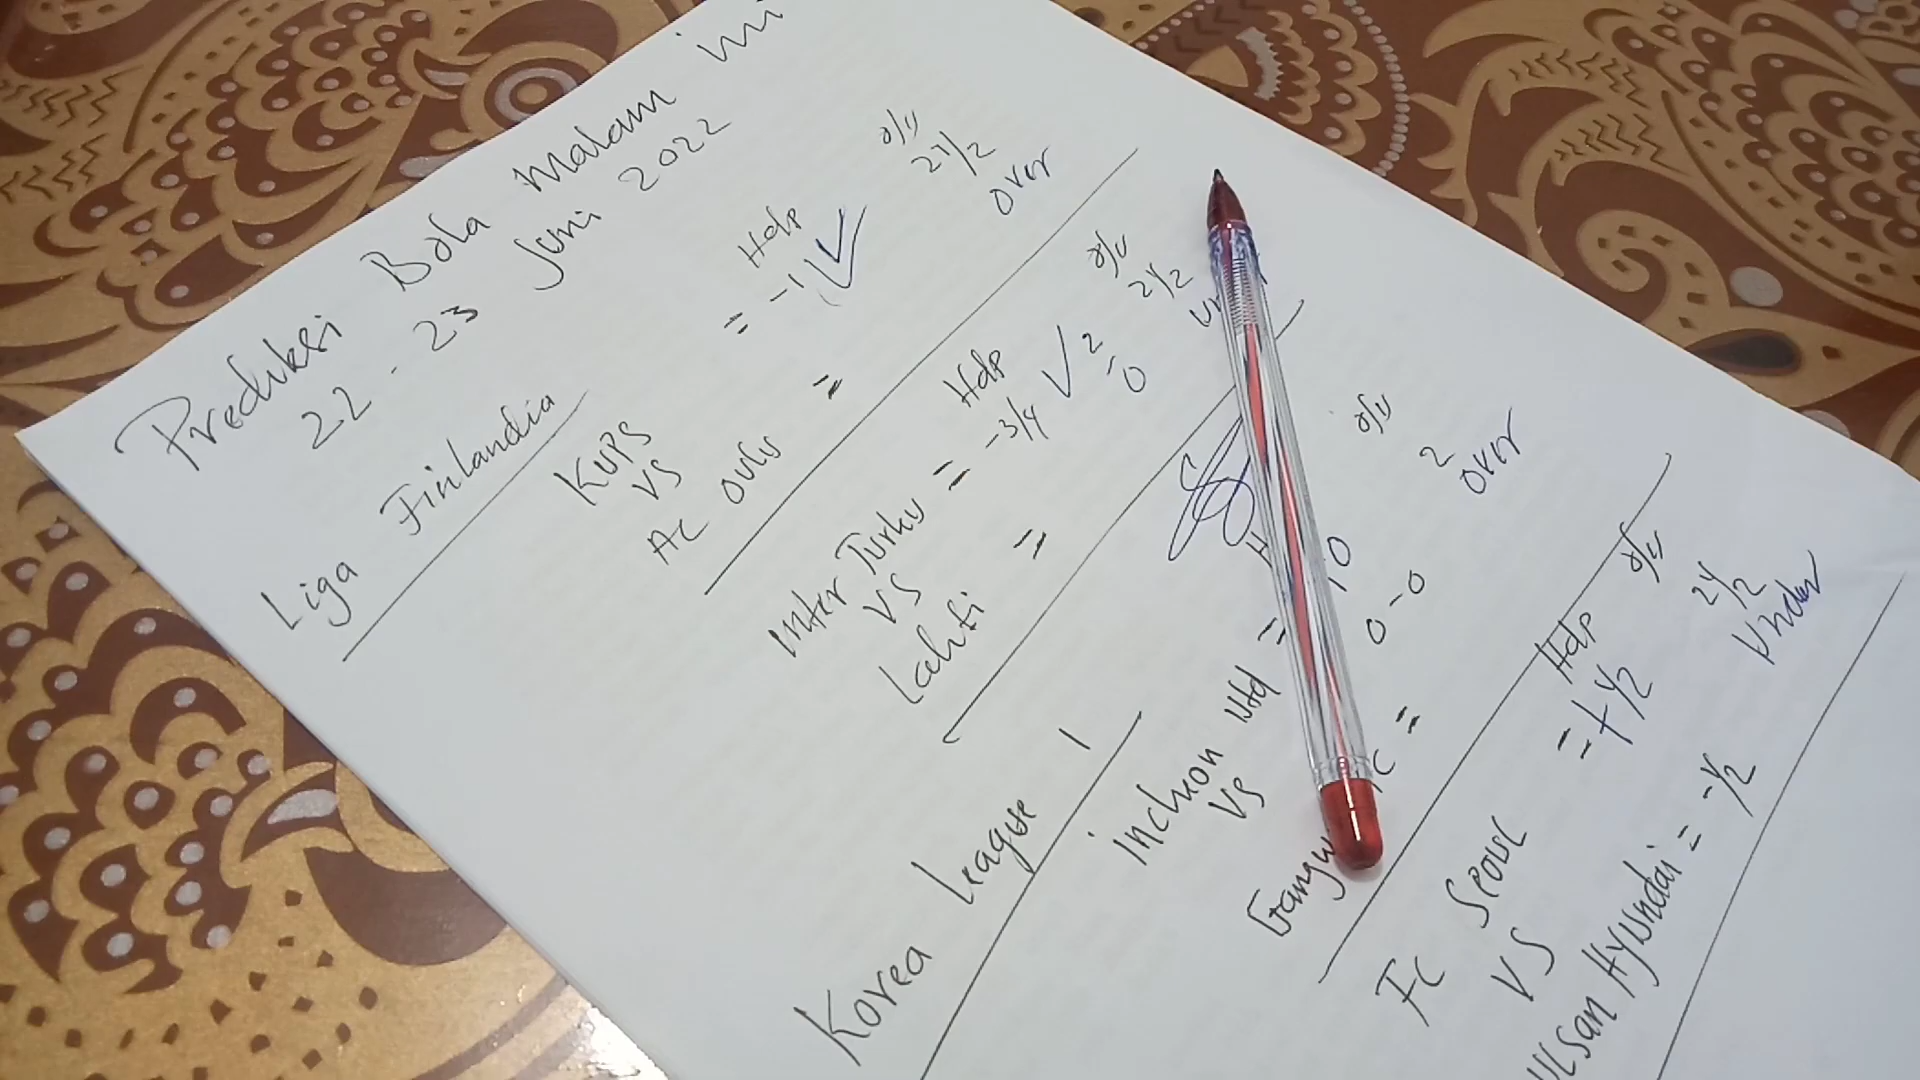 Prediksi Bola Malam ini
22 - 23 Juni 2022
Liga Finlandia
Hdp o/u
KUPS = -1 2 1/2
VS Over
AC OULU =
Hdp o/u
Inter Turku = -3/4 2 1/2
VS 2-0
Lahti =
Korea League 1
o/u
incheon Utd = 0 2
VS 0-0 Over
=
Hdp o/u
FC Seoul = + 1/2 2 1/2
VS Under
Ulsan Hyundai = - 1/2